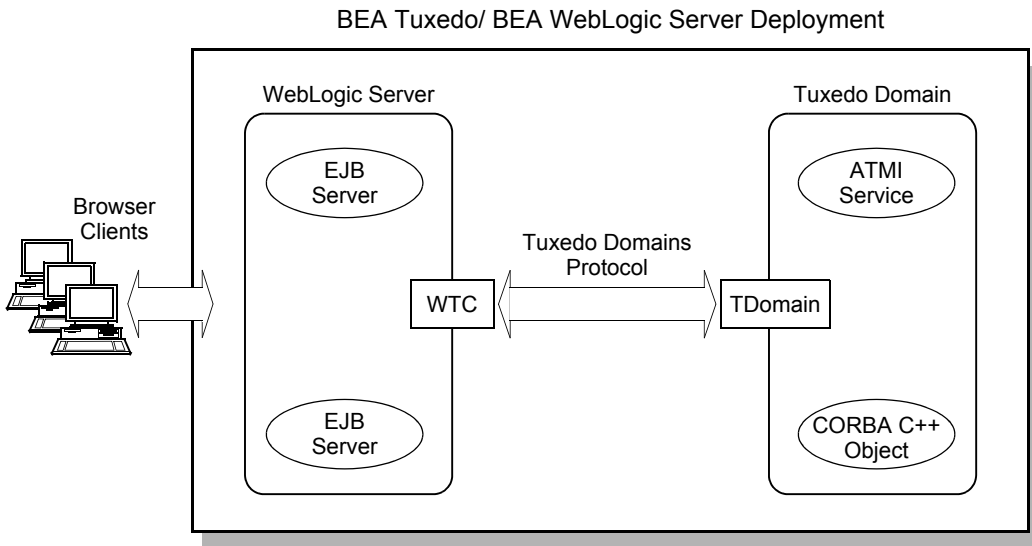 BEA Tuxedo/ BEA WebLogic Server Deployment
WebLogic Server
Tuxedo Domain
EJB
Server
ATMI
Service
Browser
Clients
Tuxedo Domains
Protocol
WTC
TDomain
EJB
Server
CORBA C++
Object